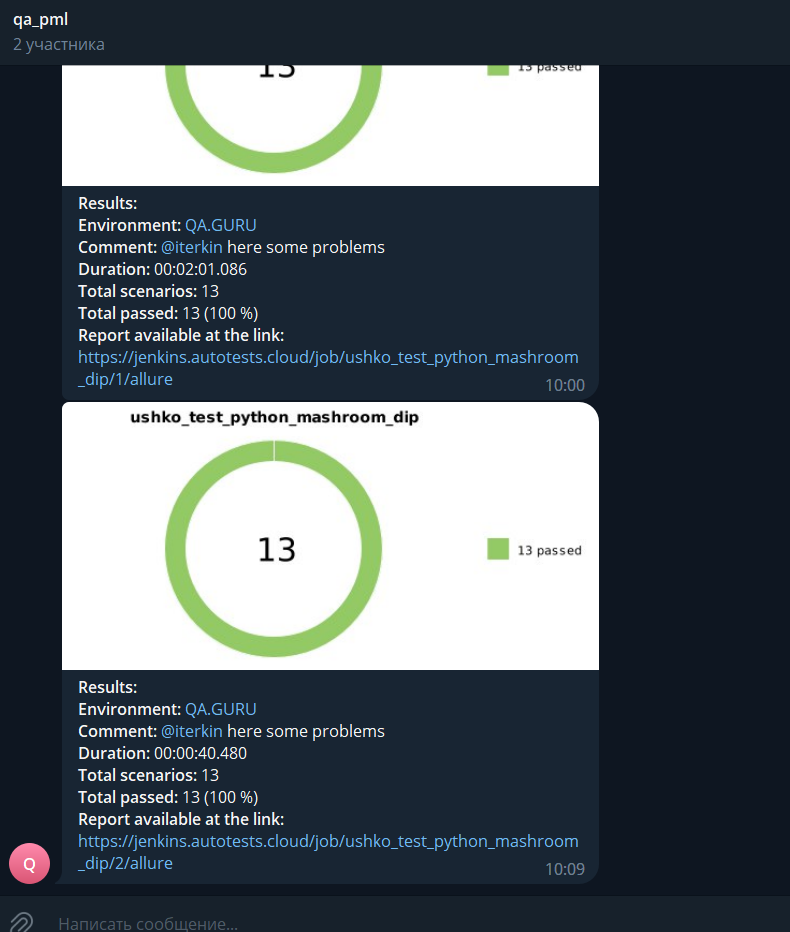 qa_pml
2 участника
13
13 passed
Results:
Environment: QA.GURU
Comment: @iterkin here some problems
Duration: 00:02:01.086
Total scenarios: 13
Total passed: 13 (100 %)
Report available at the link:
https://jenkins.autotests.cloud/job/ushko_test_python_mashroom
_dip/1/allure
10:00
ushko_test_python_mashroom_dip
13
13 passed
Results:
Environment: QA.GURU
Comment: @iterkin here some problems
Duration: 00:00:40.480
Total scenarios: 13
Total passed: 13 (100 %)
Report available at the link:
https://jenkins.autotests.cloud/job/ushko_test_python_mashroom
_dip/2/allure
10:09
Q
Написать сообщение...